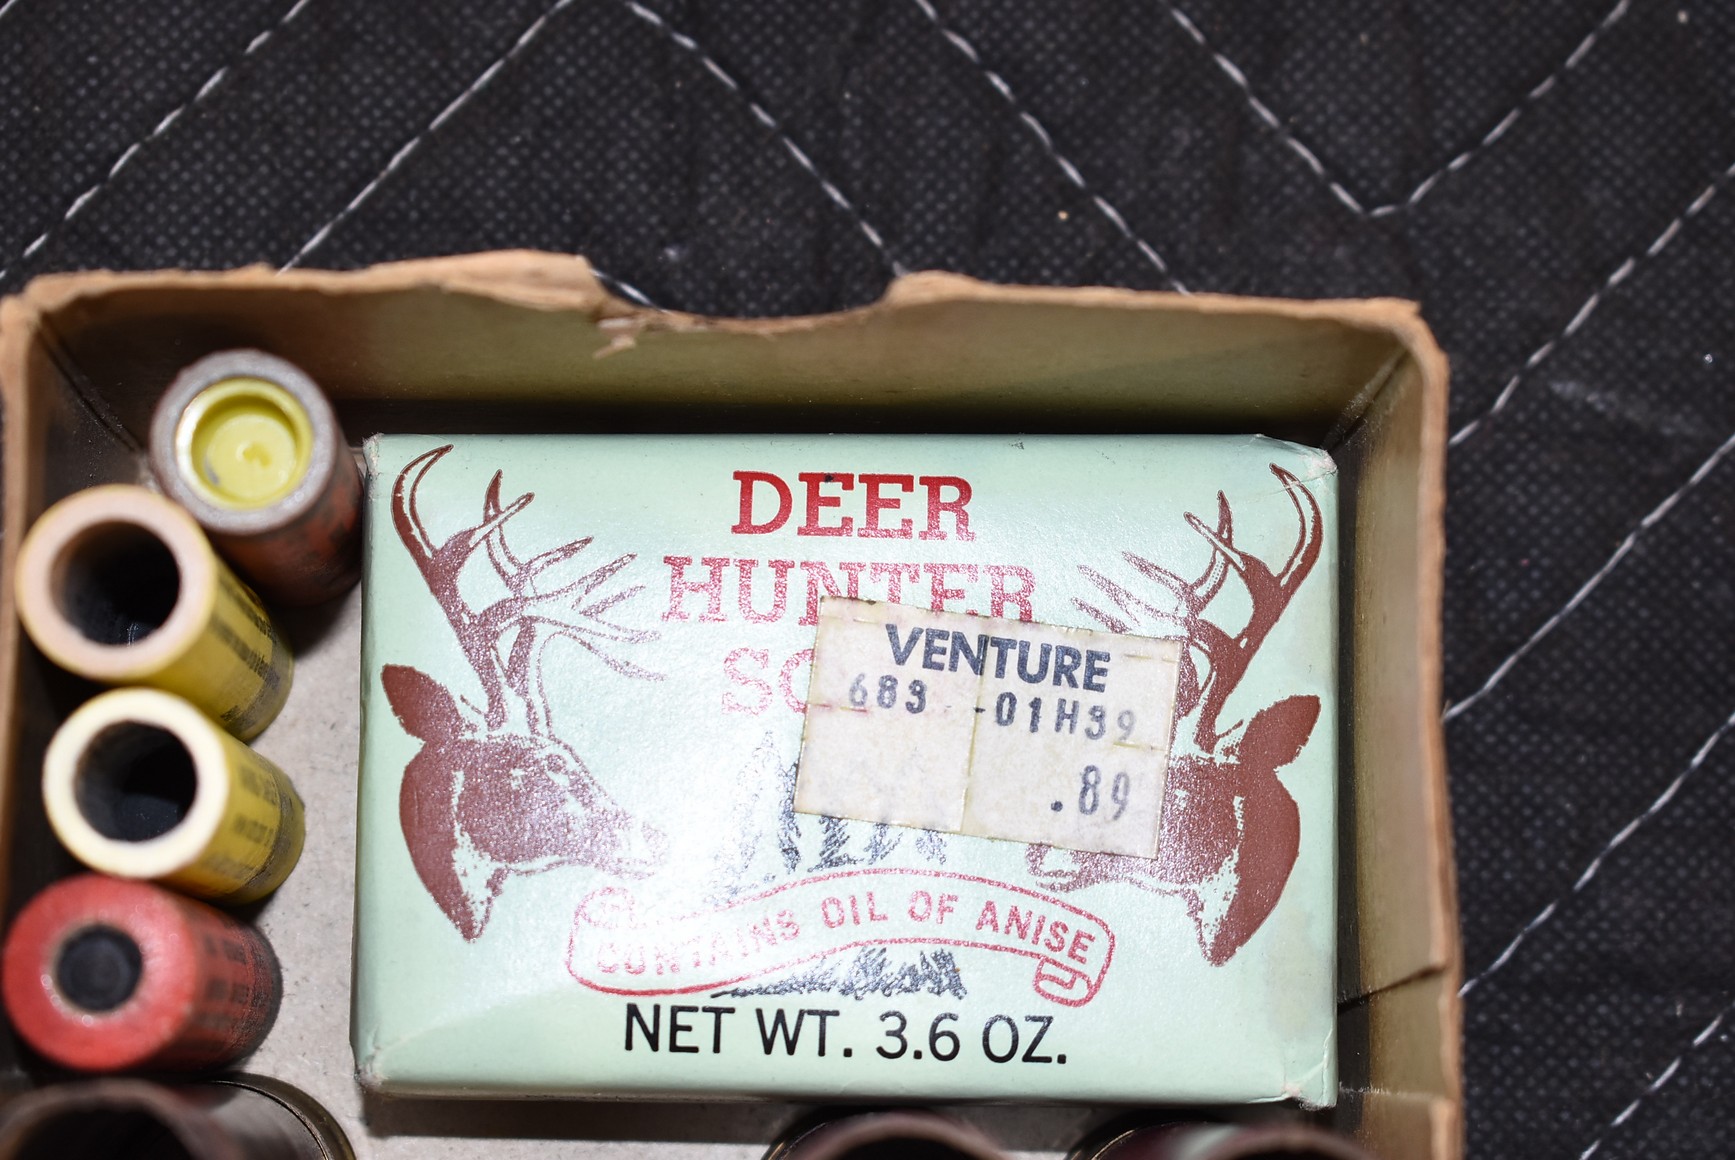 DEER
HUNTER
VENTURE
683 -01H39
.89
CONTAINS OIL OF ANISE
NET WT. 3.6 OZ.